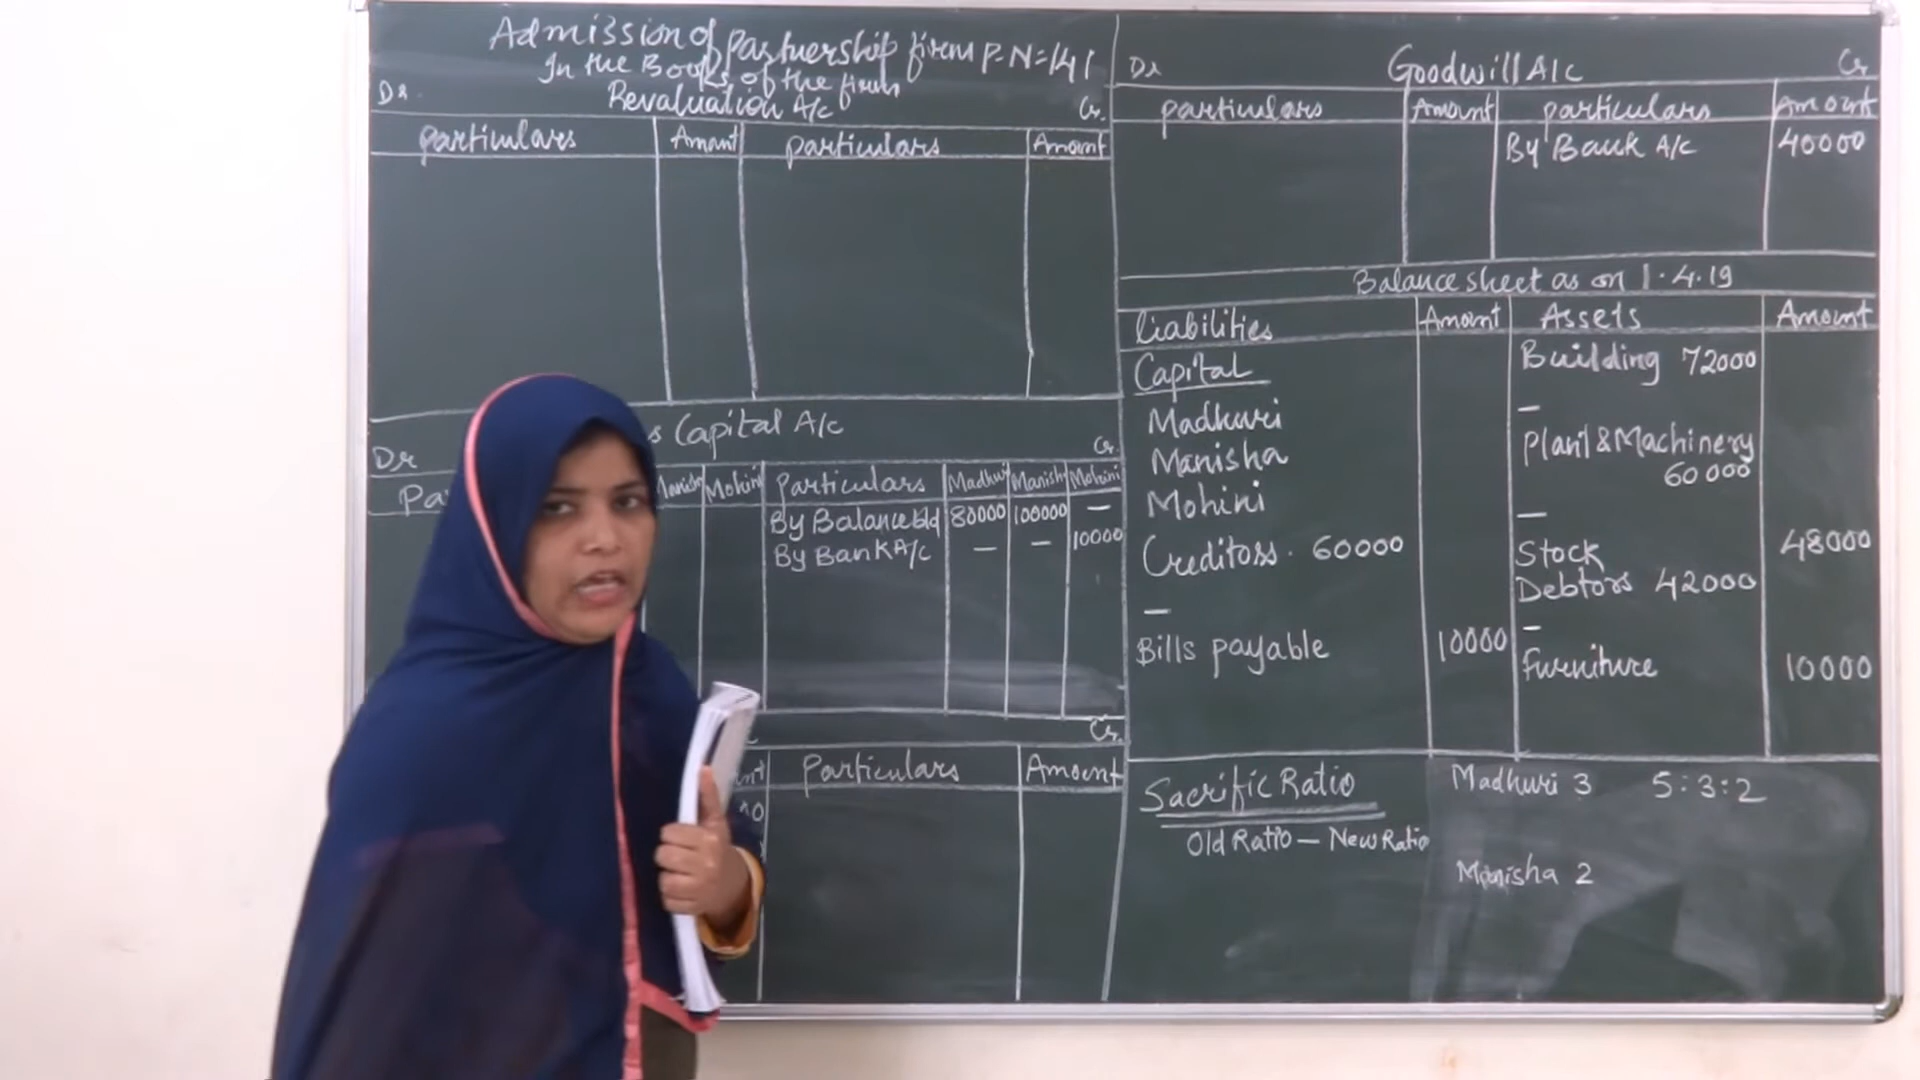 Admission of partnership firm P-N=141
In the Books of the firm
Dr. Revaluation A/c Cr.
particulars Amount particulars Amount
s Capital A/c
Dr Cr.
Pa Manish Mohini particulars Madhuri Manish Mohini
By Balance b/d 80000 100000 —
By Bank A/c — — 10000
Cr.
particulars Amount
Dr Goodwill A/c Cr
particulars Amount particulars Amount
By Bank A/c 40000
Balance sheet as on 1.4.19
Liabilities Amount Assets Amount
Capital Building 72000
Madhuri —
Manisha Plant & Machinery
60000
Mohini —
Creditors. 60000 Stock 48000
— Debtors 42000
—
Bills payable 10000 Furniture 10000
Sacrific Ratio Madhuri 3 5:3:2
Old Ratio — New Ratio
Manisha 2